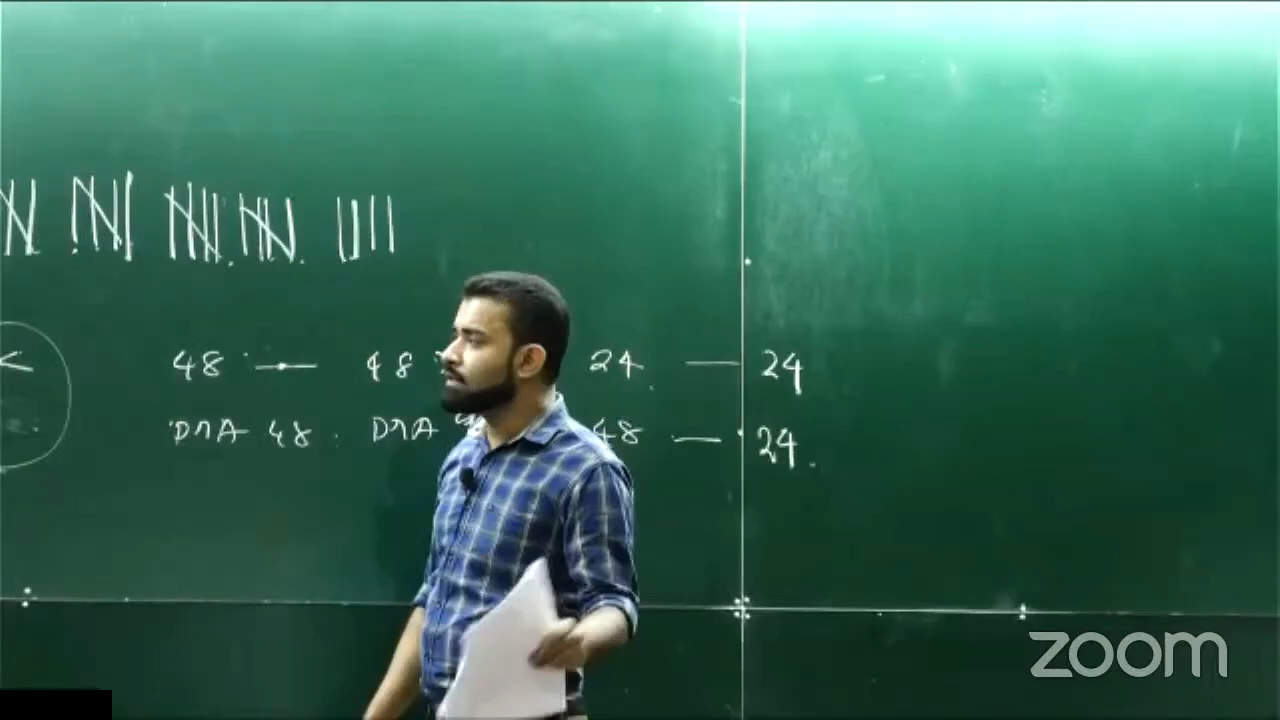 48 — 48 24 — 24
DNA 48. DNA 48 — 24.
zoom